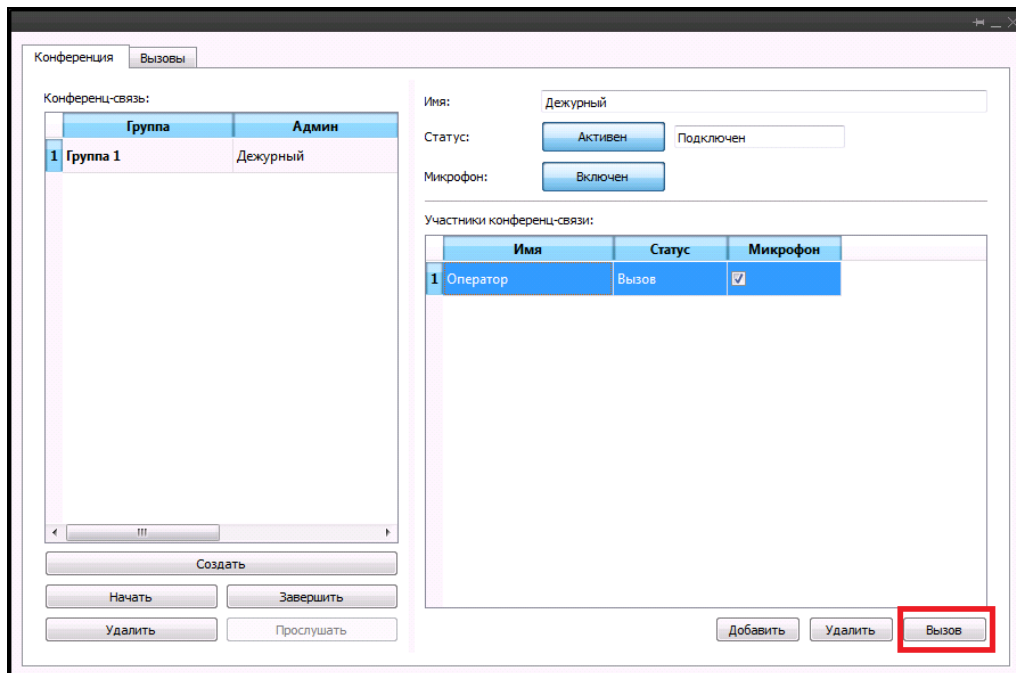 Конференция Вызовы
Конференц-связь:
Группа Админ
1 Группа 1 Дежурный
Создать
Начать Завершить
Удалить Прослушать
Имя: Дежурный
Статус: Активен Подключен
Микрофон: Включен
Участники конференц-связи:
Имя Статус Микрофон
1 Оператор Вызов
Добавить Удалить Вызов